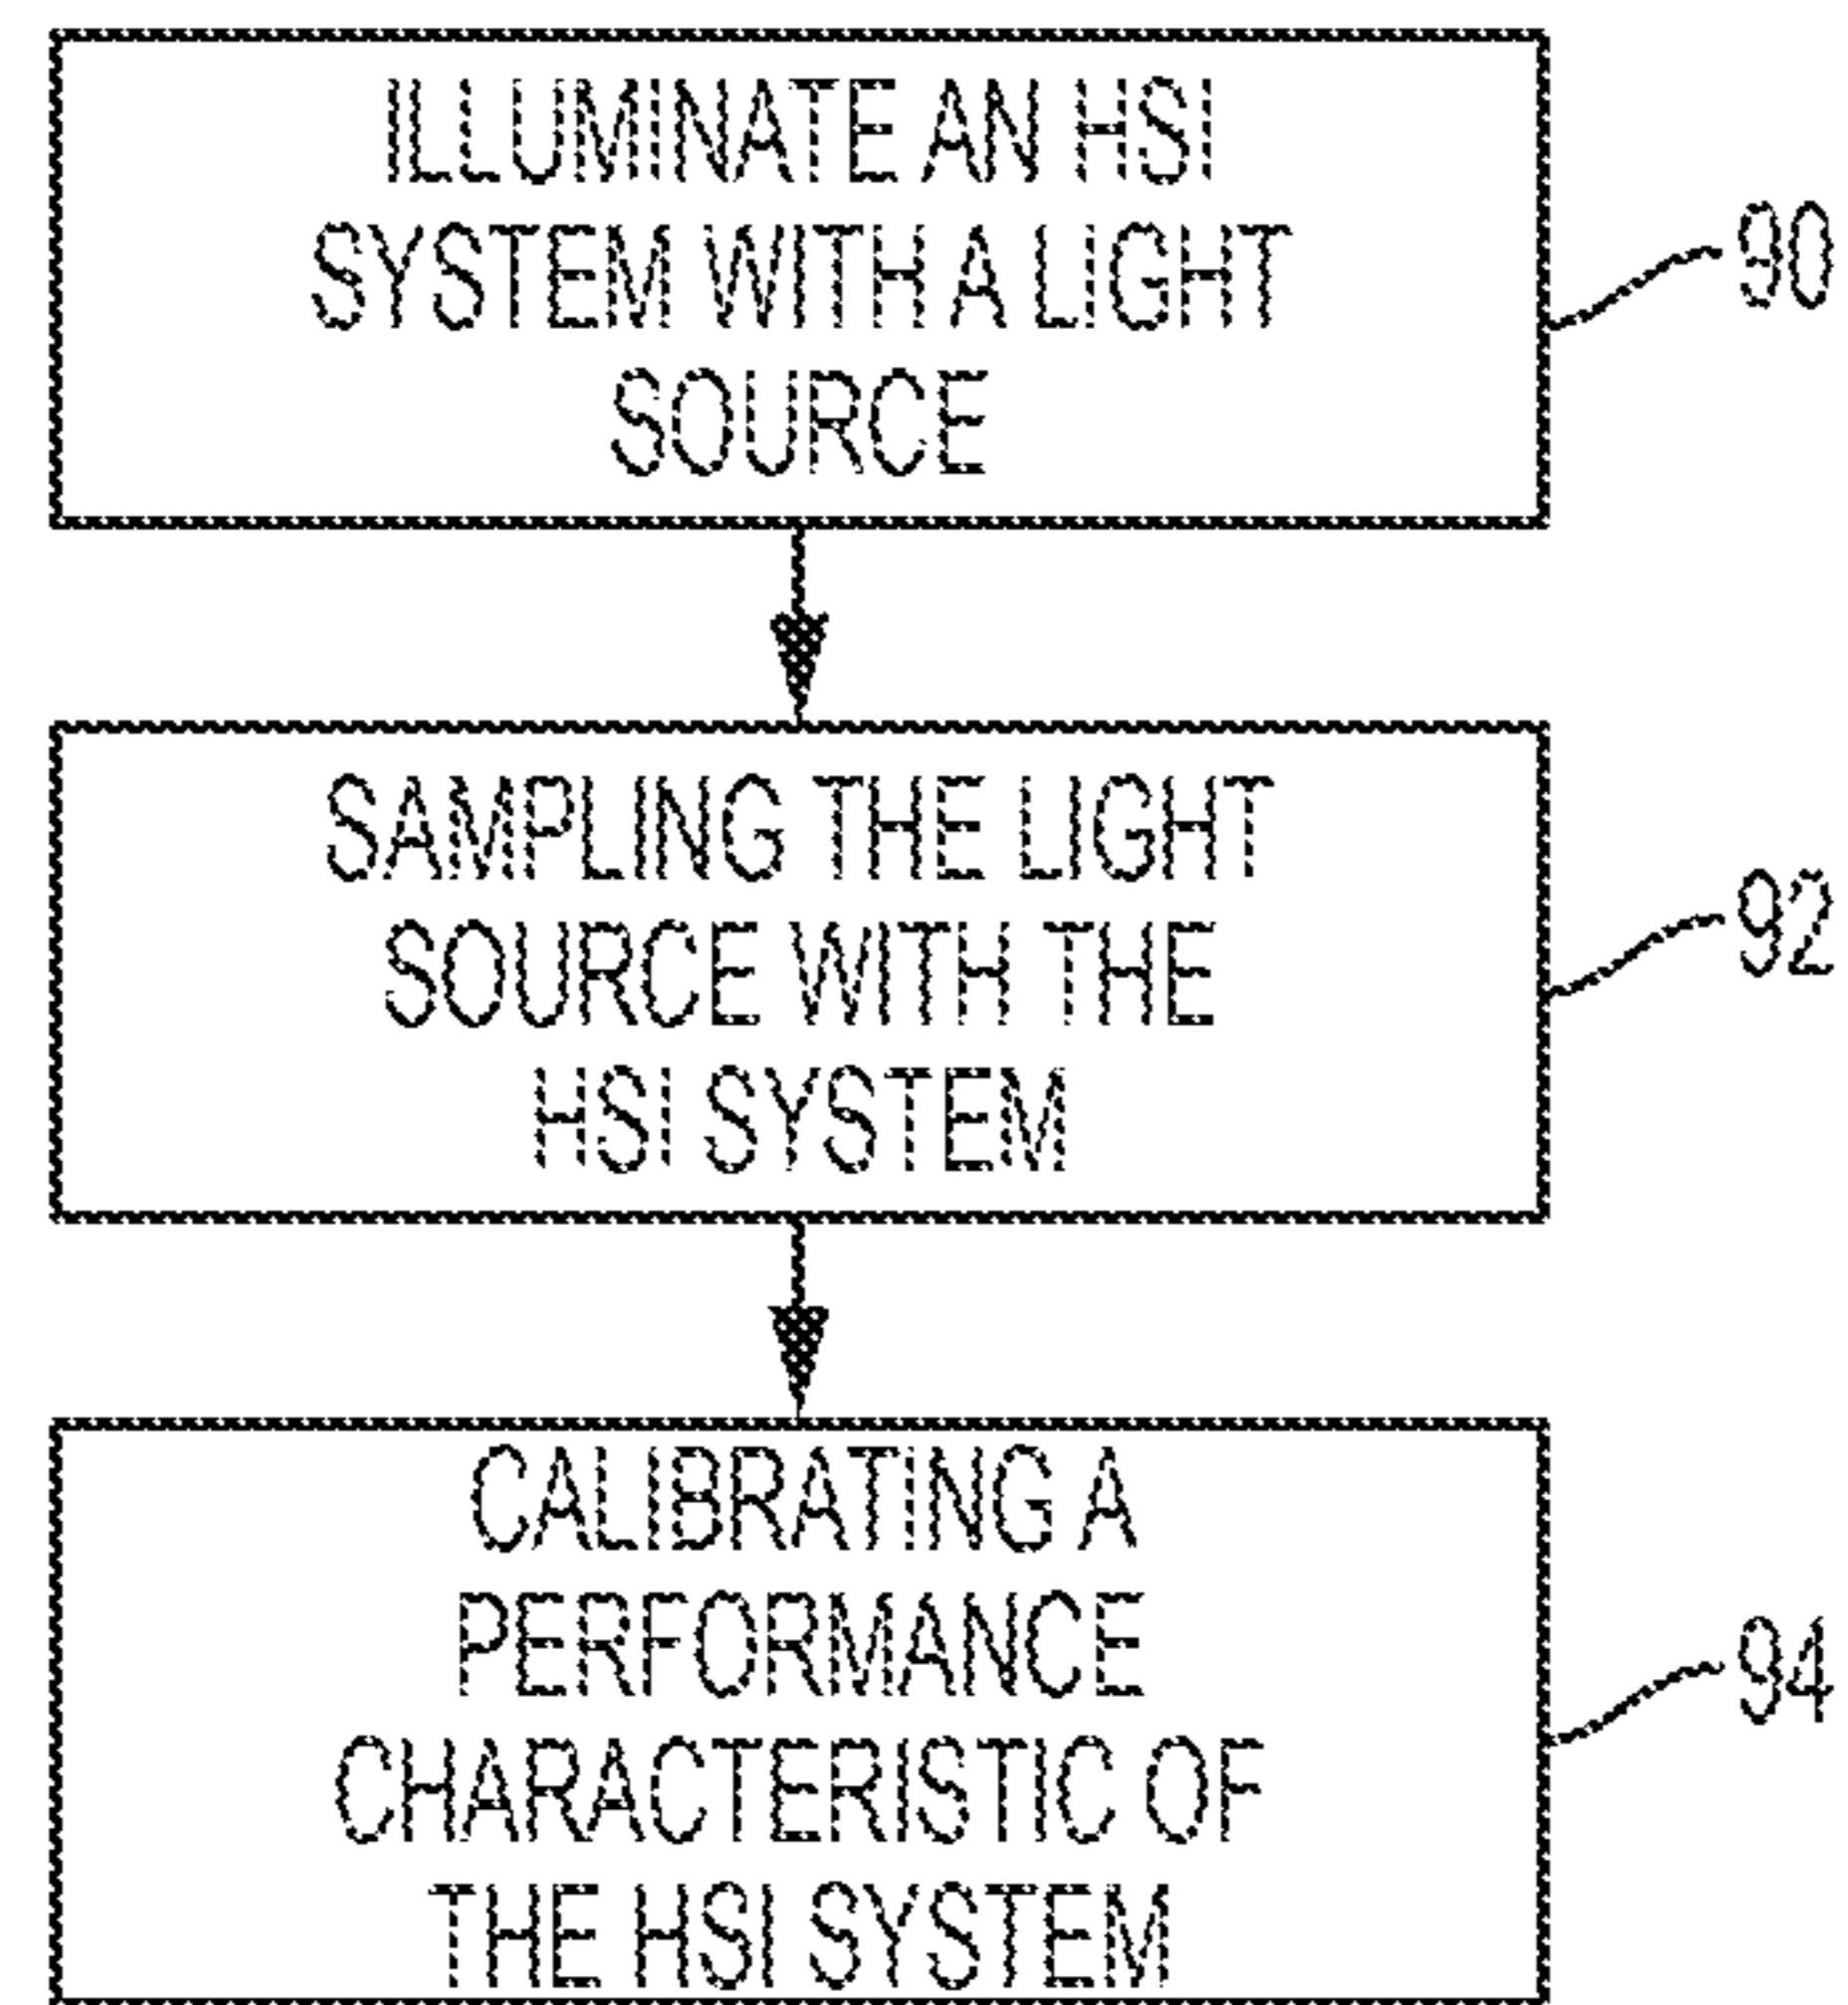 ILLUMINATE AN HSI
SYSTEM WITH A LIGHT
SOURCE
90
SAMPLING THE LIGHT
SOURCE WITH THE
HSI SYSTEM
92
CALIBRATING A
PERFORMANCE
CHARACTERISTIC OF
THE HSI SYSTEM
94